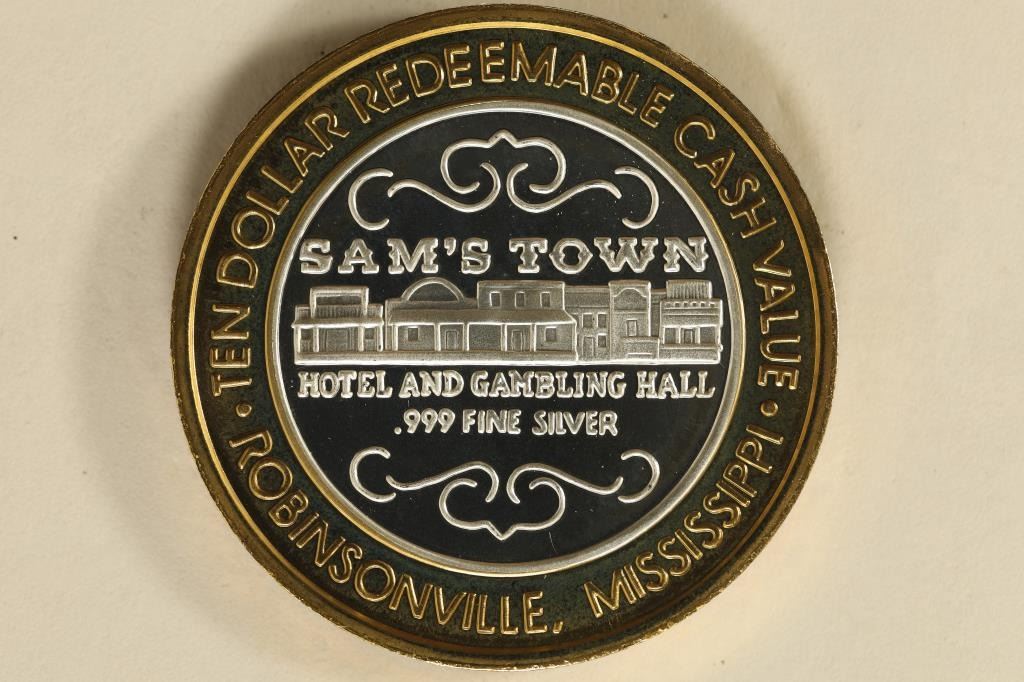 TEN DOLLAR REDEEMABLE CASH VALUE
SAM'S TOWN
HOTEL AND GAMBLING HALL
.999 FINE SILVER
ROBINSONVILLE, MISSISSIPPI